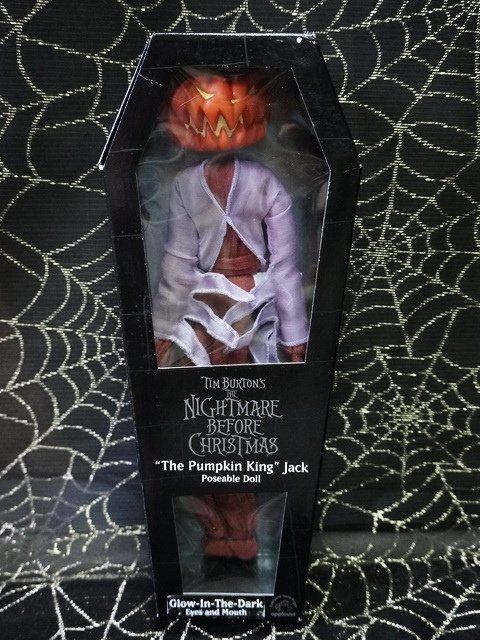 TIM BURTON'S
THE
NIGHTMARE
BEFORE
CHRISTMAS
"The Pumpkin King" Jack
Poseable Doll
Glow-In-The-Dark
Eyes and Mouth